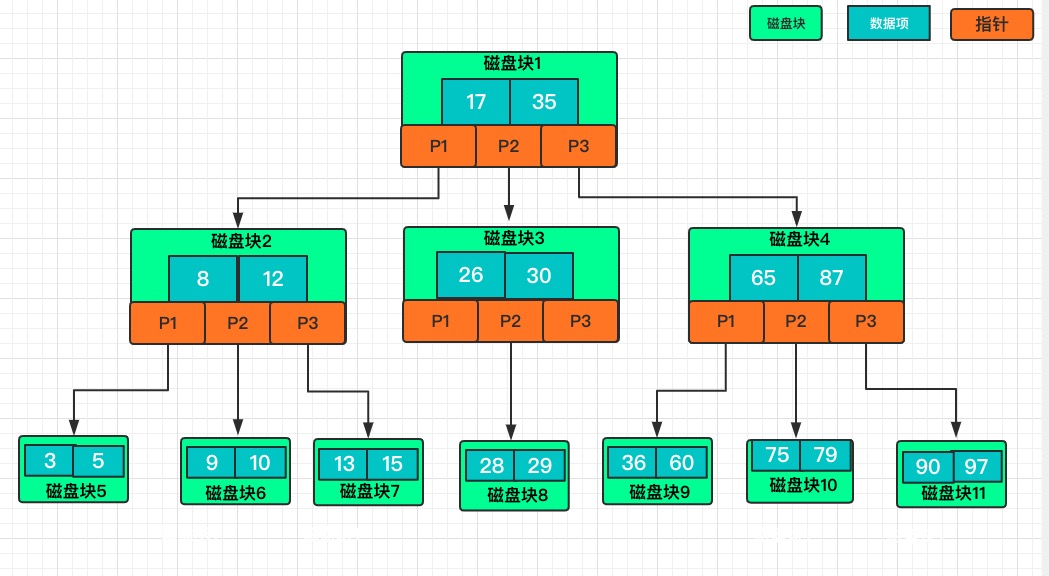 磁盘块 数据项 指针
磁盘块1
17 35
P1 P2 P3
磁盘块2 磁盘块3 磁盘块4
8 12 26 30 65 87
P1 P2 P3 P1 P2 P3 P1 P2 P3
3 5 9 10 13 15 28 29 36 60 75 79 90 97
磁盘块5 磁盘块6 磁盘块7 磁盘块8 磁盘块9 磁盘块10 磁盘块11